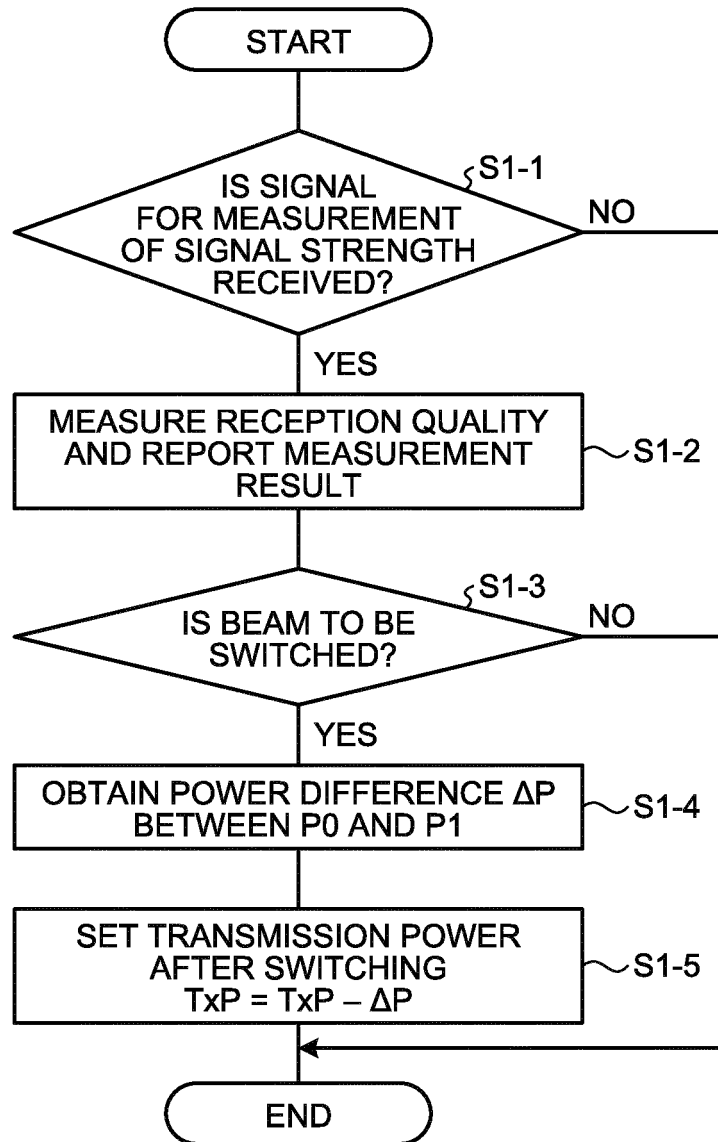 START
IS SIGNAL
FOR MEASUREMENT
OF SIGNAL STRENGTH
RECEIVED?
S1-1
NO
YES
MEASURE RECEPTION QUALITY
AND REPORT MEASUREMENT
RESULT
S1-2
IS BEAM TO BE
SWITCHED?
S1-3
NO
YES
OBTAIN POWER DIFFERENCE ΔP
BETWEEN P0 AND P1
S1-4
SET TRANSMISSION POWER
AFTER SWITCHING
TxP = TxP – ΔP
S1-5
END